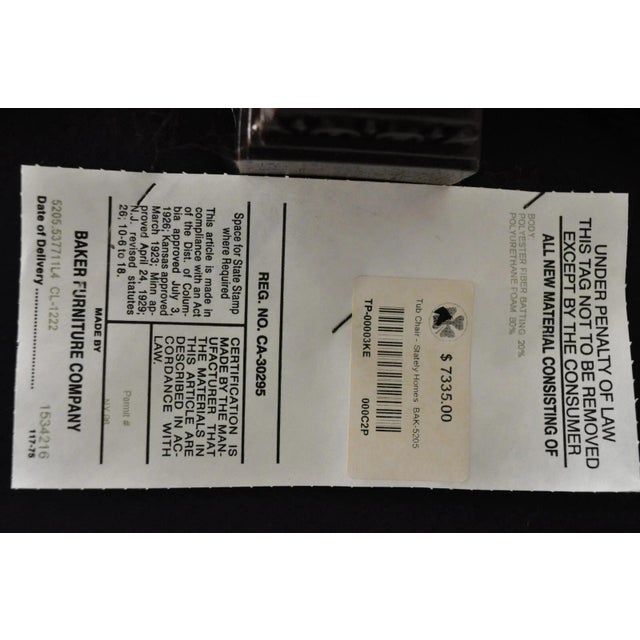 UNDER PENALTY OF LAW
THIS TAG NOT TO BE REMOVED
EXCEPT BY THE CONSUMER
ALL NEW MATERIAL CONSISTING OF
BODY
POLYESTER FIBER BATTING 20%
POLYURETHANE FOAM 80%
$ 7335.00
Tub Chair - Stately Homes BAK-5205
TP-00003KE
000C2P
REG. NO. CA-30295
Space for State Stamp
where Required
This article is made in
compliance with an Act
of the Dist. of Colum-
bia approved July 3,
1926; Kansas approved
March 1923; Minn. ap-
proved April 24, 1929;
N.J. revised statutes
26, 10-6 to 18.
CERTIFICATION IS
MADE BY THE MAN-
UFACTURER THAT
THE MATERIALS IN
THIS ARTICLE ARE
DESCRIBED IN AC-
CORDANCE WITH
LAW.
Permit #
MADE BY
BAKER FURNITURE COMPANY
5205.537711L4 CL-1222 1534216
Date of Delivery
117-75